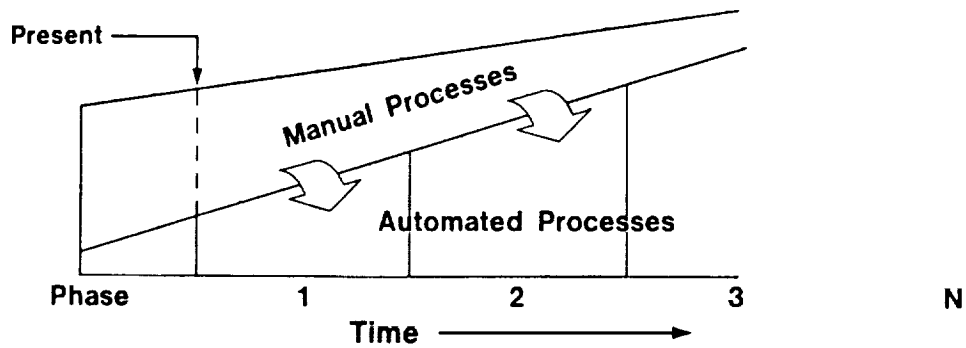 Present
Manual Processes
Automated Processes
Phase 1 2 3 N
Time